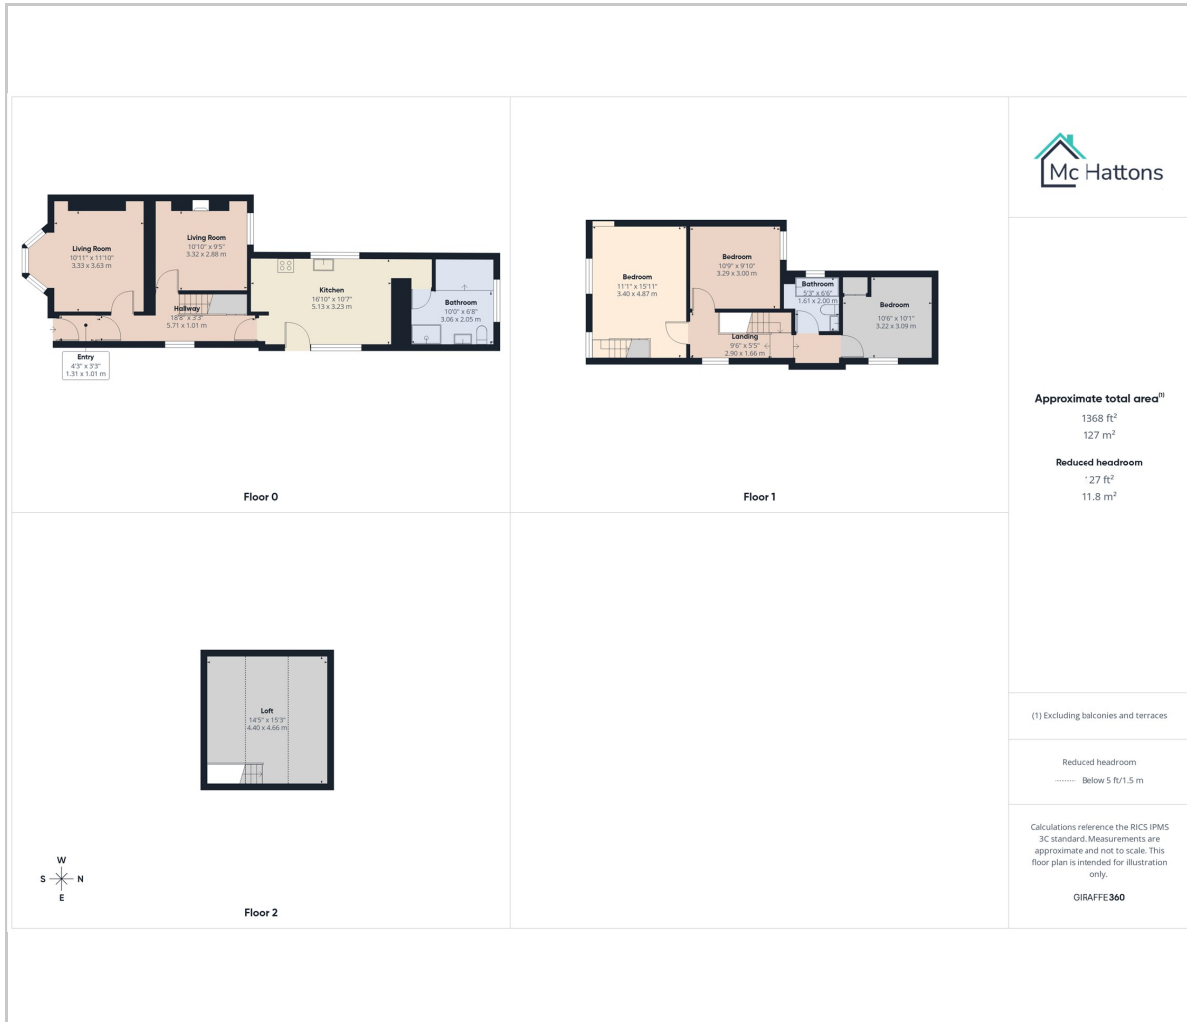 Living Room
10'11" x 11'10"
3.33 x 3.63 m
Living Room
10'10" x 9'5"
3.32 x 2.88 m
Hallway
18'8" x 3'3"
5.71 x 1.01 m
Kitchen
16'10" x 10'7"
5.13 x 3.23 m
Bathroom
10'0" x 6'8"
3.06 x 2.05 m
Entry
4'3" x 3'3"
1.31 x 1.01 m
Floor 0
Bedroom
11'1" x 15'11"
3.40 x 4.87 m
Bedroom
10'9" x 9'10"
3.29 x 3.00 m
Bathroom
5'3" x 6'6"
1.61 x 2.00 m
Bedroom
10'6" x 10'1"
3.22 x 3.09 m
Landing
9'6" x 5'5"
2.90 x 1.66 m
Floor 1
Loft
14'5" x 15'3"
4.40 x 4.66 m
W
S N
E
Floor 2
Mc Hattons
Approximate total area(1)
1368 ft²
127 m²
Reduced headroom
127 ft²
11.8 m²
(1) Excluding balconies and terraces
Reduced headroom
Below 5 ft/1.5 m
Calculations reference the RICS IPMS
3C standard. Measurements are
approximate and not to scale. This
floor plan is intended for illustration
only.
GIRAFFE360